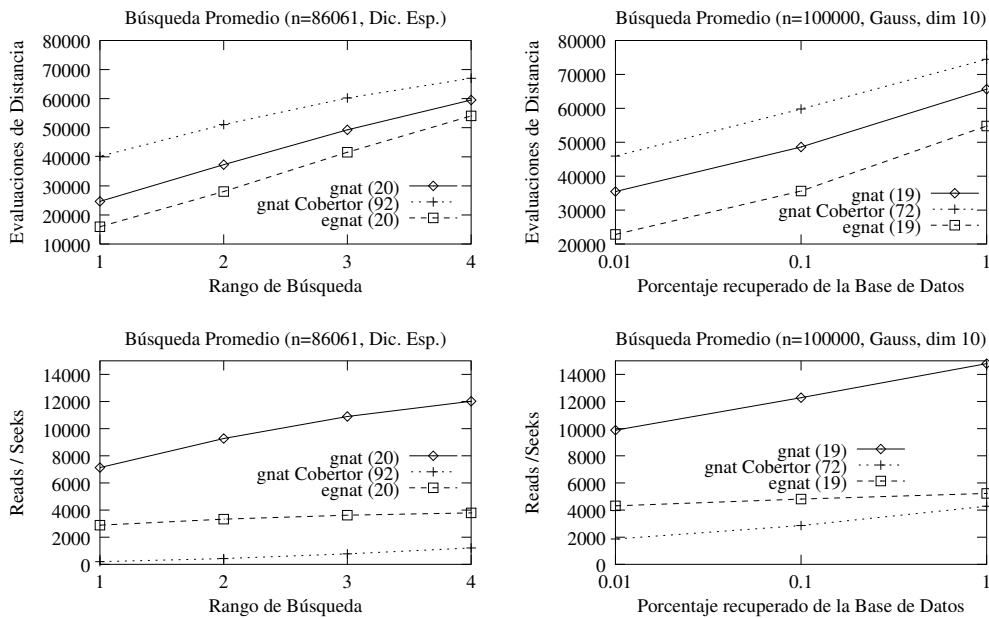 Búsqueda Promedio (n=86061, Dic. Esp.)
Evaluaciones de Distancia
80000
70000
60000
50000
40000
30000
20000
10000
gnat (20)
gnat Cobertor (92)
egnat (20)
1 2 3 4
Rango de Búsqueda
Búsqueda Promedio (n=100000, Gauss, dim 10)
Evaluaciones de Distancia
80000
70000
60000
50000
40000
30000
20000
gnat (19)
gnat Cobertor (72)
egnat (19)
0.01 0.1 1
Porcentaje recuperado de la Base de Datos
Búsqueda Promedio (n=86061, Dic. Esp.)
Reads / Seeks
14000
12000
10000
8000
6000
4000
2000
0
gnat (20)
gnat Cobertor (92)
egnat (20)
1 2 3 4
Rango de Búsqueda
Búsqueda Promedio (n=100000, Gauss, dim 10)
Reads /Seeks
14000
12000
10000
8000
6000
4000
2000
0
gnat (19)
gnat Cobertor (72)
egnat (19)
0.01 0.1 1
Porcentaje recuperado de la Base de Datos